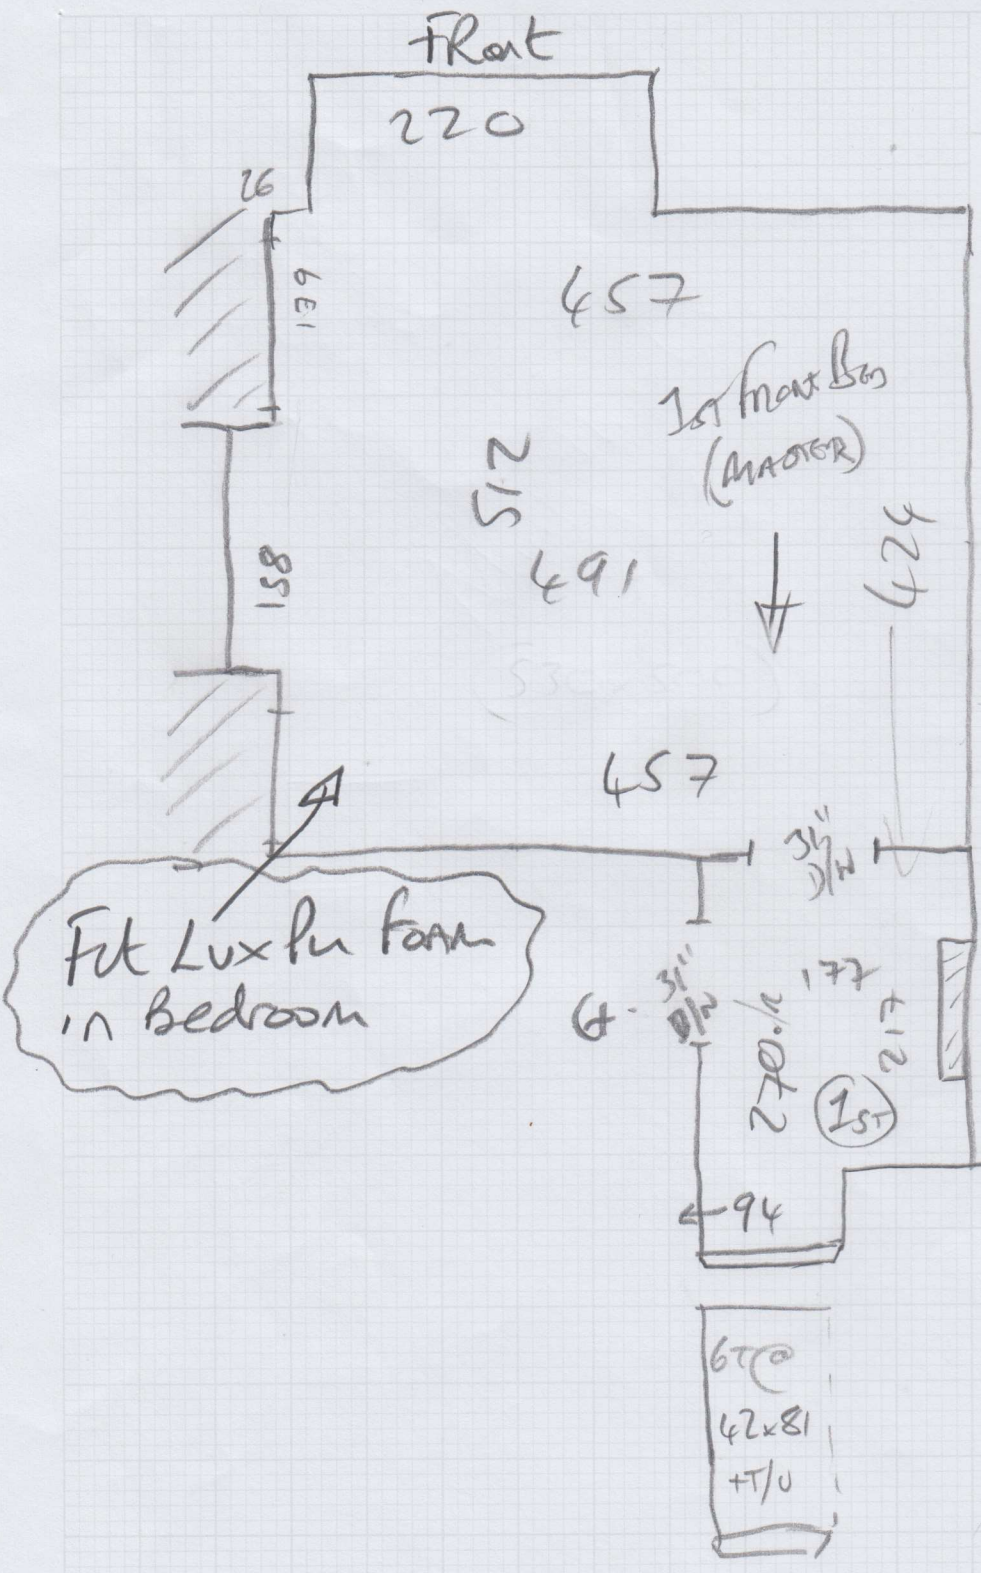 FRont
220
26
139
457
1ST FRONT BED
(MASTER)
512
158
491
424
457
31" D/N
Fit Lux Pu Foam
in Bedroom
31"
D/N
177
217
270½
1ST
←94
6T@
42x81
+T/U